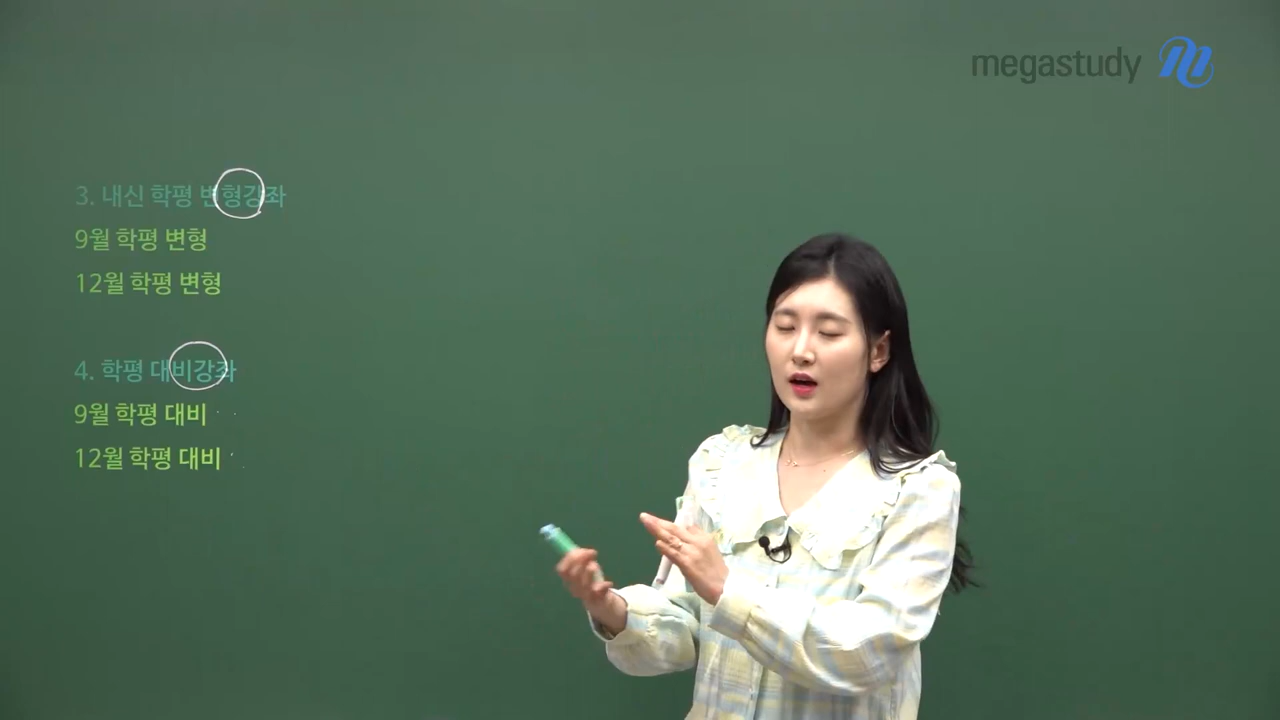 megastudy
3. 내신 학평 변형강좌
9월 학평 변형
12월 학평 변형
4. 학평 대비강좌
9월 학평 대비
12월 학평 대비